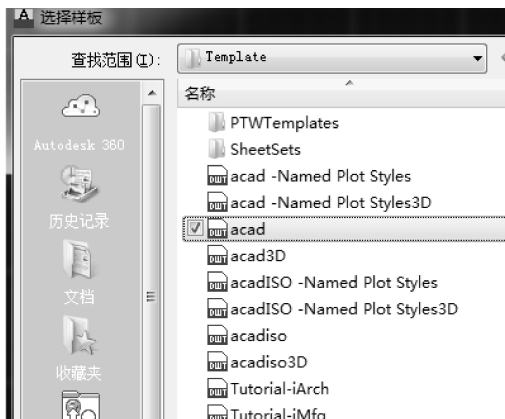 选择样板
查找范围(I):
Template
名称
Autodesk 360
历史记录
文档
收藏夹
PTWTemplates
SheetSets
acad -Named Plot Styles
acad -Named Plot Styles3D
acad
acad3D
acadISO -Named Plot Styles
acadISO -Named Plot Styles3D
acadiso
acadiso3D
Tutorial-iArch
Tutorial-iMfg